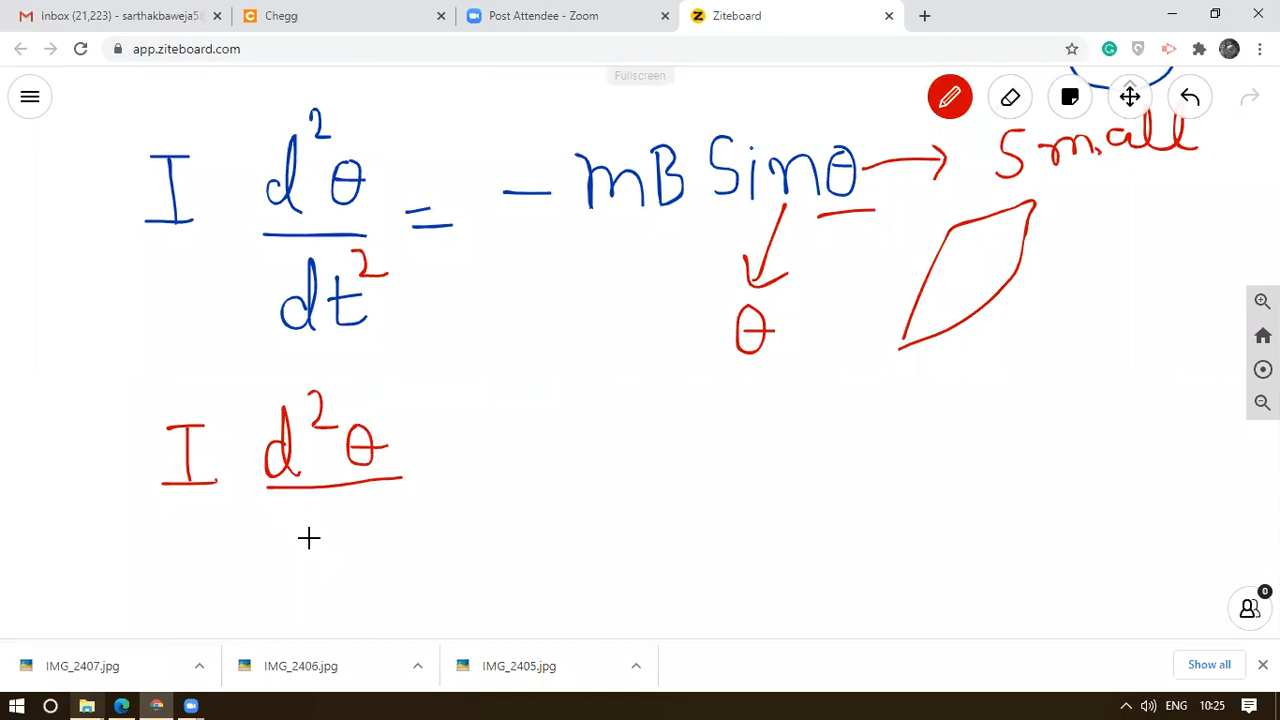 Inbox (21,223) - sarthakbaweja5
Chegg
Post Attendee - Zoom
Ziteboard
app.ziteboard.com
Fullscreen
I d²θ/dt² = - mB Sinθ → Small
θ
I d²θ
0
IMG_2407.jpg
IMG_2406.jpg
IMG_2405.jpg
Show all
ENG
10:25